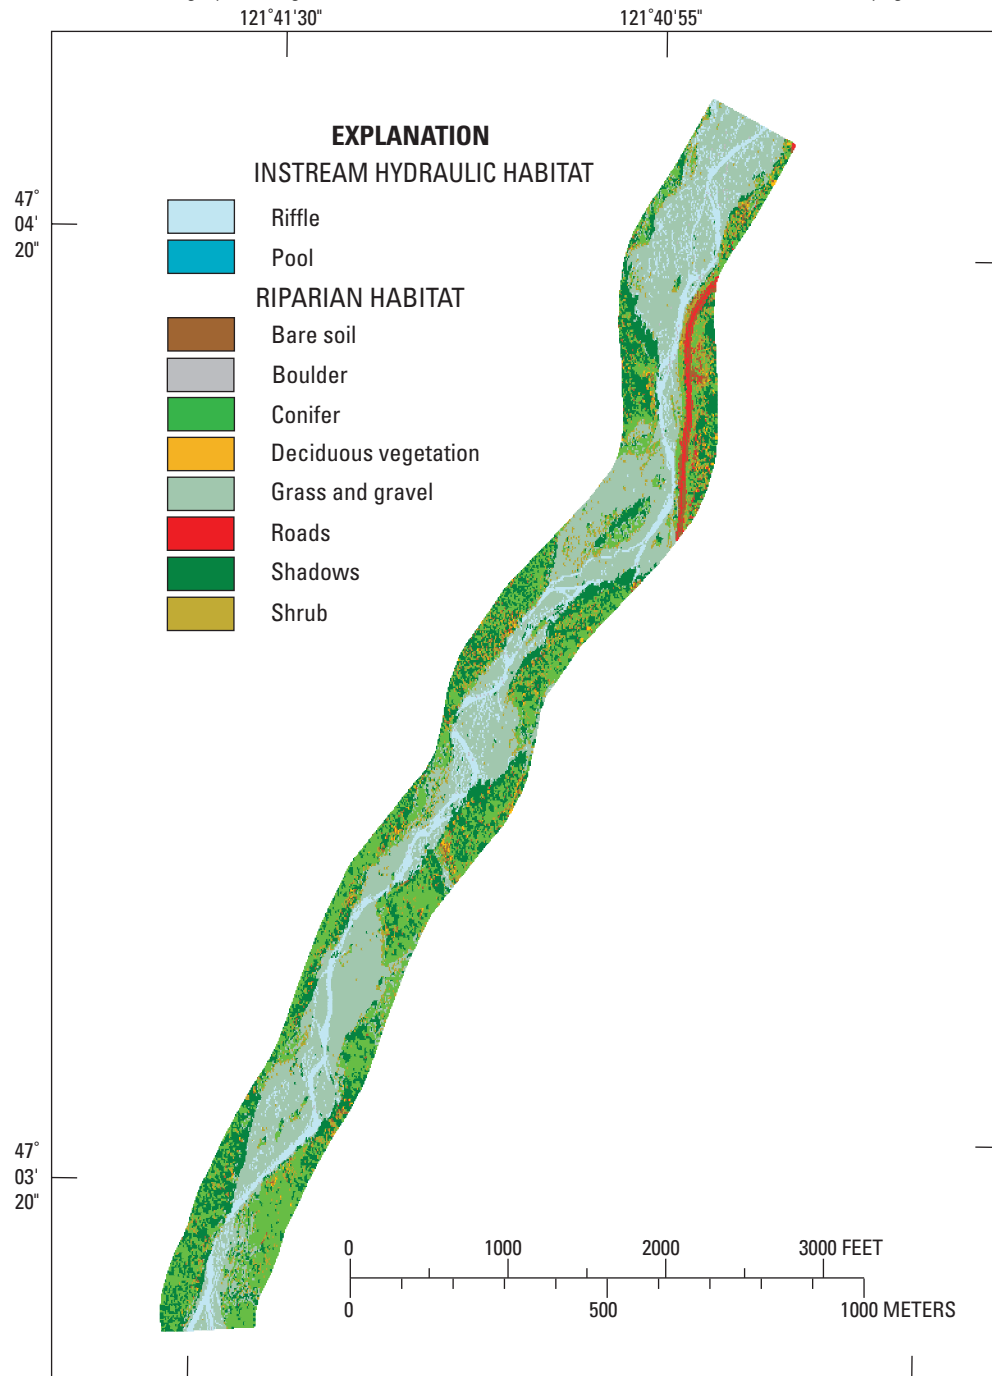 121°41'30"
121°40'55"
EXPLANATION
INSTREAM HYDRAULIC HABITAT
47°
04'
20"
Riffle
Pool
RIPARIAN HABITAT
Bare soil
Boulder
Conifer
Deciduous vegetation
Grass and gravel
Roads
Shadows
Shrub
47°
03'
20"
0 1000 2000 3000 FEET
0 500 1000 METERS